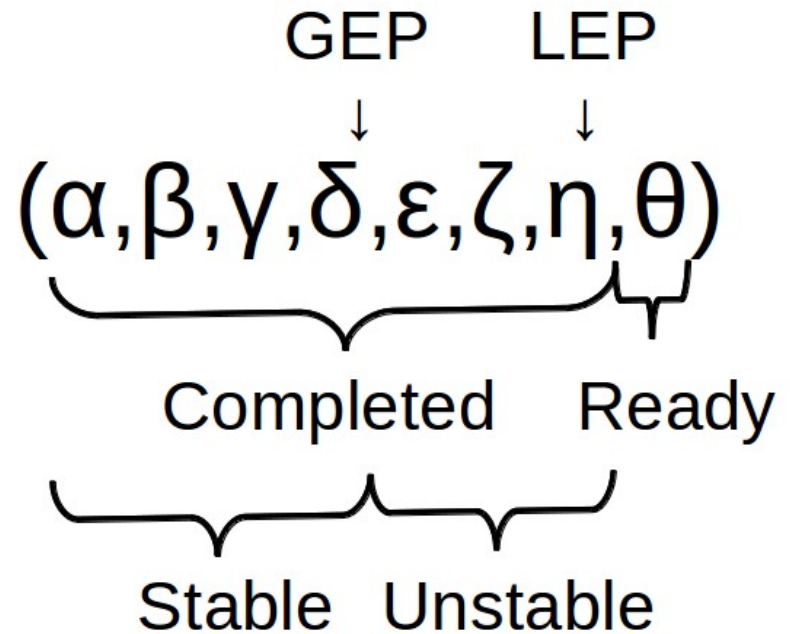 GEP LEP
↓ ↓
(α,β,γ,δ,ε,ζ,η,θ)
Completed Ready
Stable Unstable